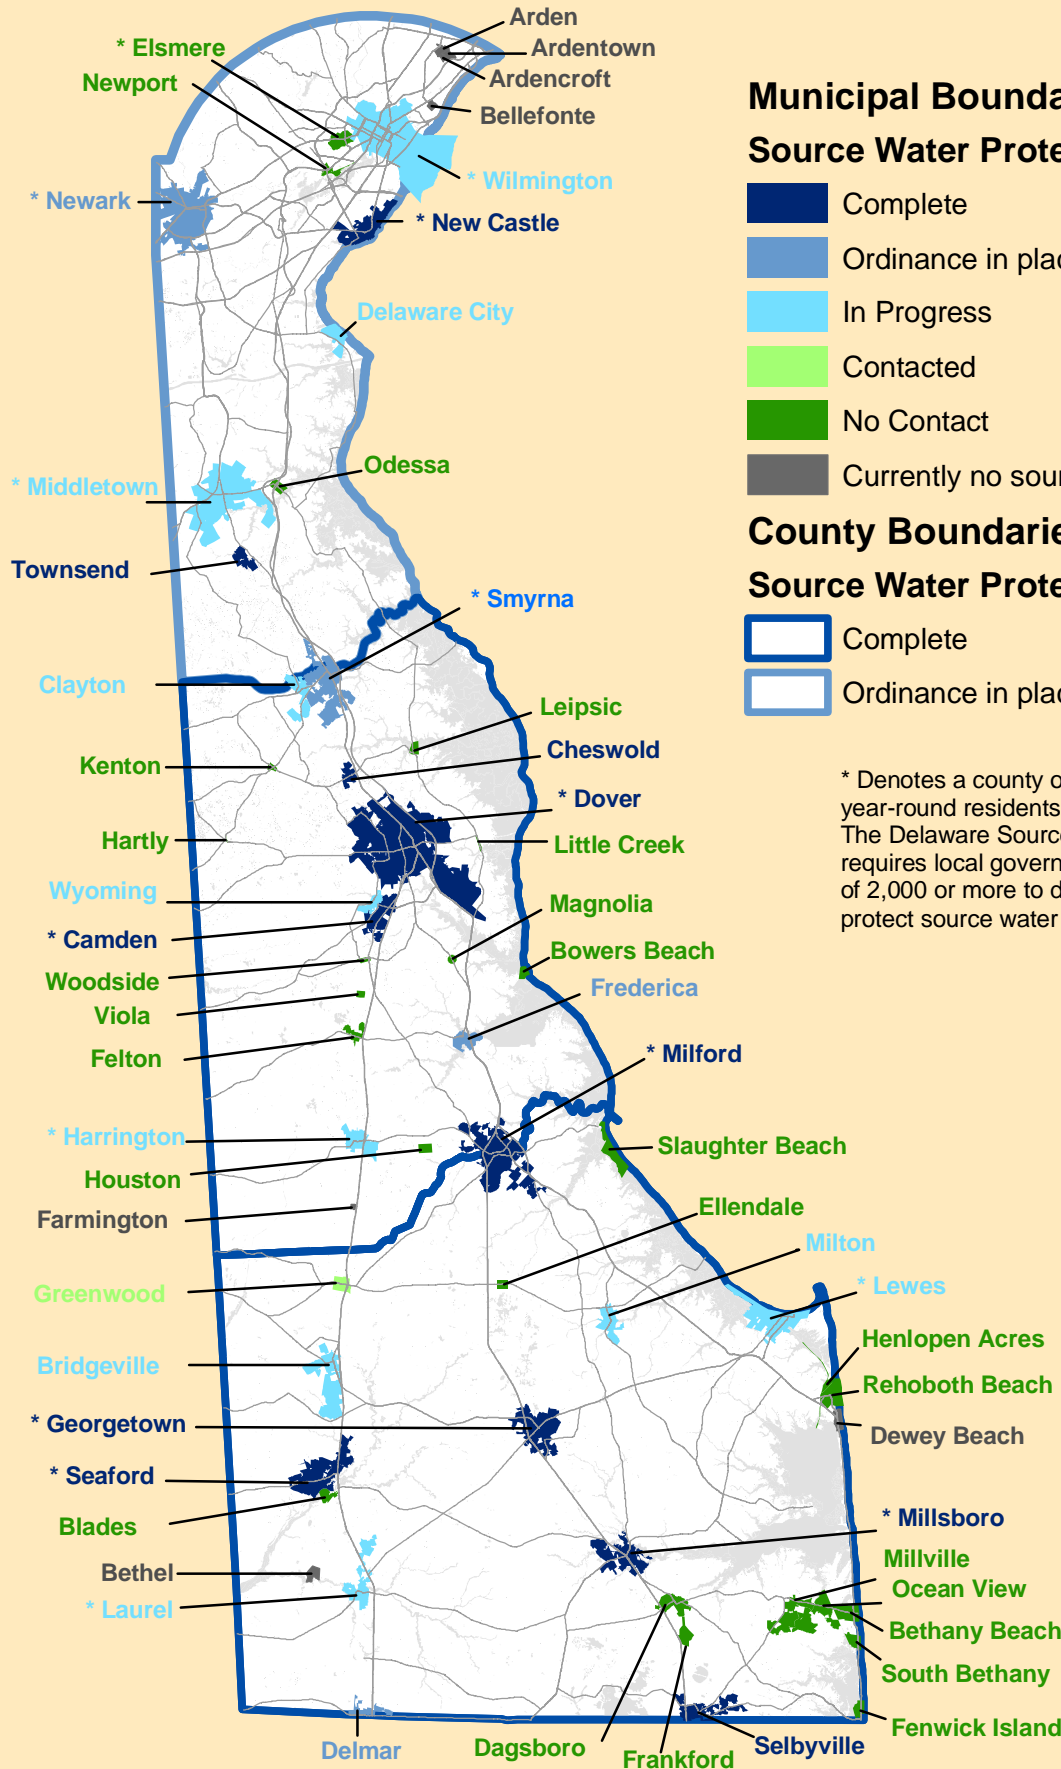 Arden
* Elsmere
Ardentown
Newport
Ardencroft
Bellefonte
* Wilmington
* Newark
* New Castle
Delaware City
Odessa
* Middletown
Townsend
* Smyrna
Clayton
Leipsic
Cheswold
Kenton
* Dover
Hartly
Little Creek
Wyoming
Magnolia
* Camden
Bowers Beach
Woodside
Frederica
Viola
* Milford
Felton
* Harrington
Slaughter Beach
Houston
Ellendale
Farmington
Milton
* Lewes
Greenwood
Henlopen Acres
Bridgeville
Rehoboth Beach
* Georgetown
Dewey Beach
* Seaford
* Millsboro
Blades
Millville
Bethel
Ocean View
* Laurel
Bethany Beach
South Bethany
Fenwick Island
Delmar
Dagsboro
Selbyville
Frankford
Municipal Bounda
Source Water Prote
Complete
Ordinance in plac
In Progress
Contacted
No Contact
Currently no sour
County Boundarie
Source Water Prote
Complete
Ordinance in plac
* Denotes a county o
year-round residents
The Delaware Source
requires local govern
of 2,000 or more to d
protect source water